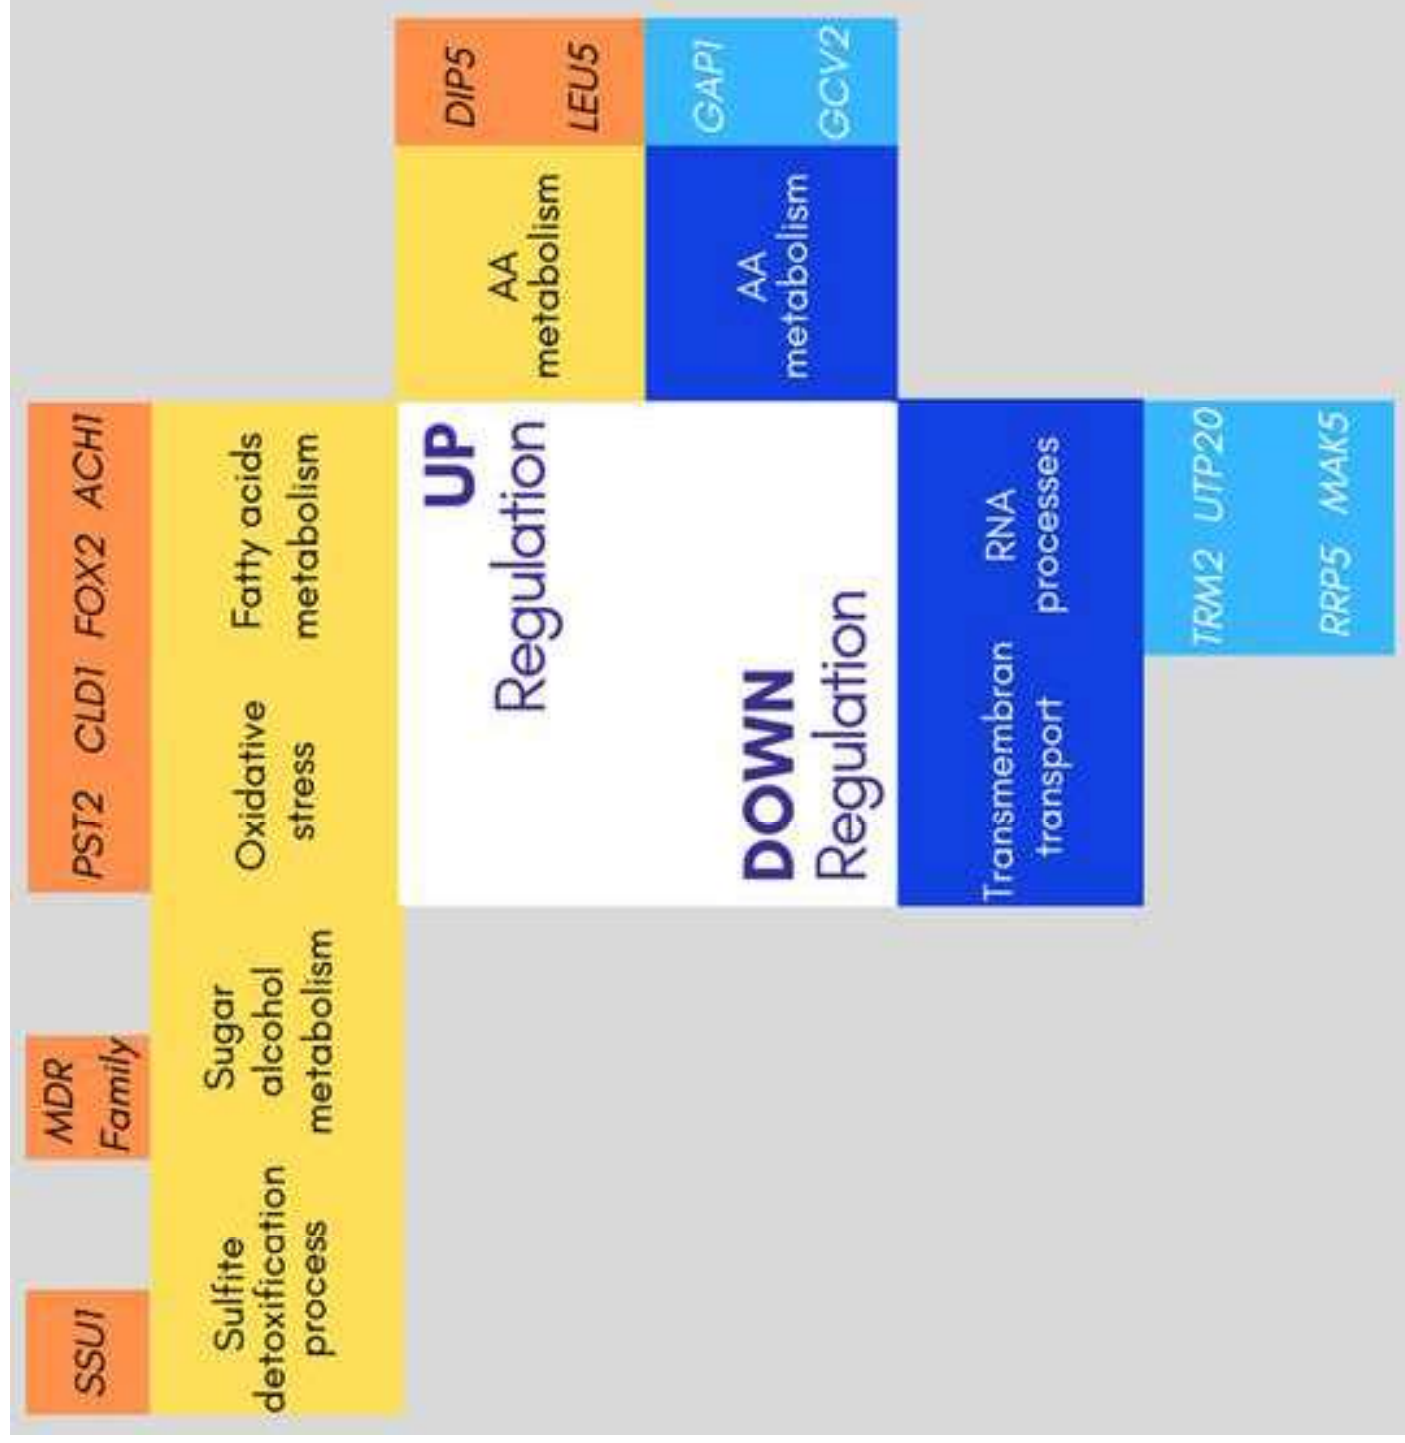 SSU1
MDR
Family
PST2 CLD1 FOX2 ACH1
Sulfite
detoxification
process
Sugar
alcohol
metabolism
Oxidative
stress
Fatty acids
metabolism
UP
Regulation
AA
metabolism
DIP5
LEU5
DOWN
Regulation
AA
metabolism
GAP1
GCV2
Transmembran
transport
RNA
processes
TRM2 UTP20
RRP5 MAK5